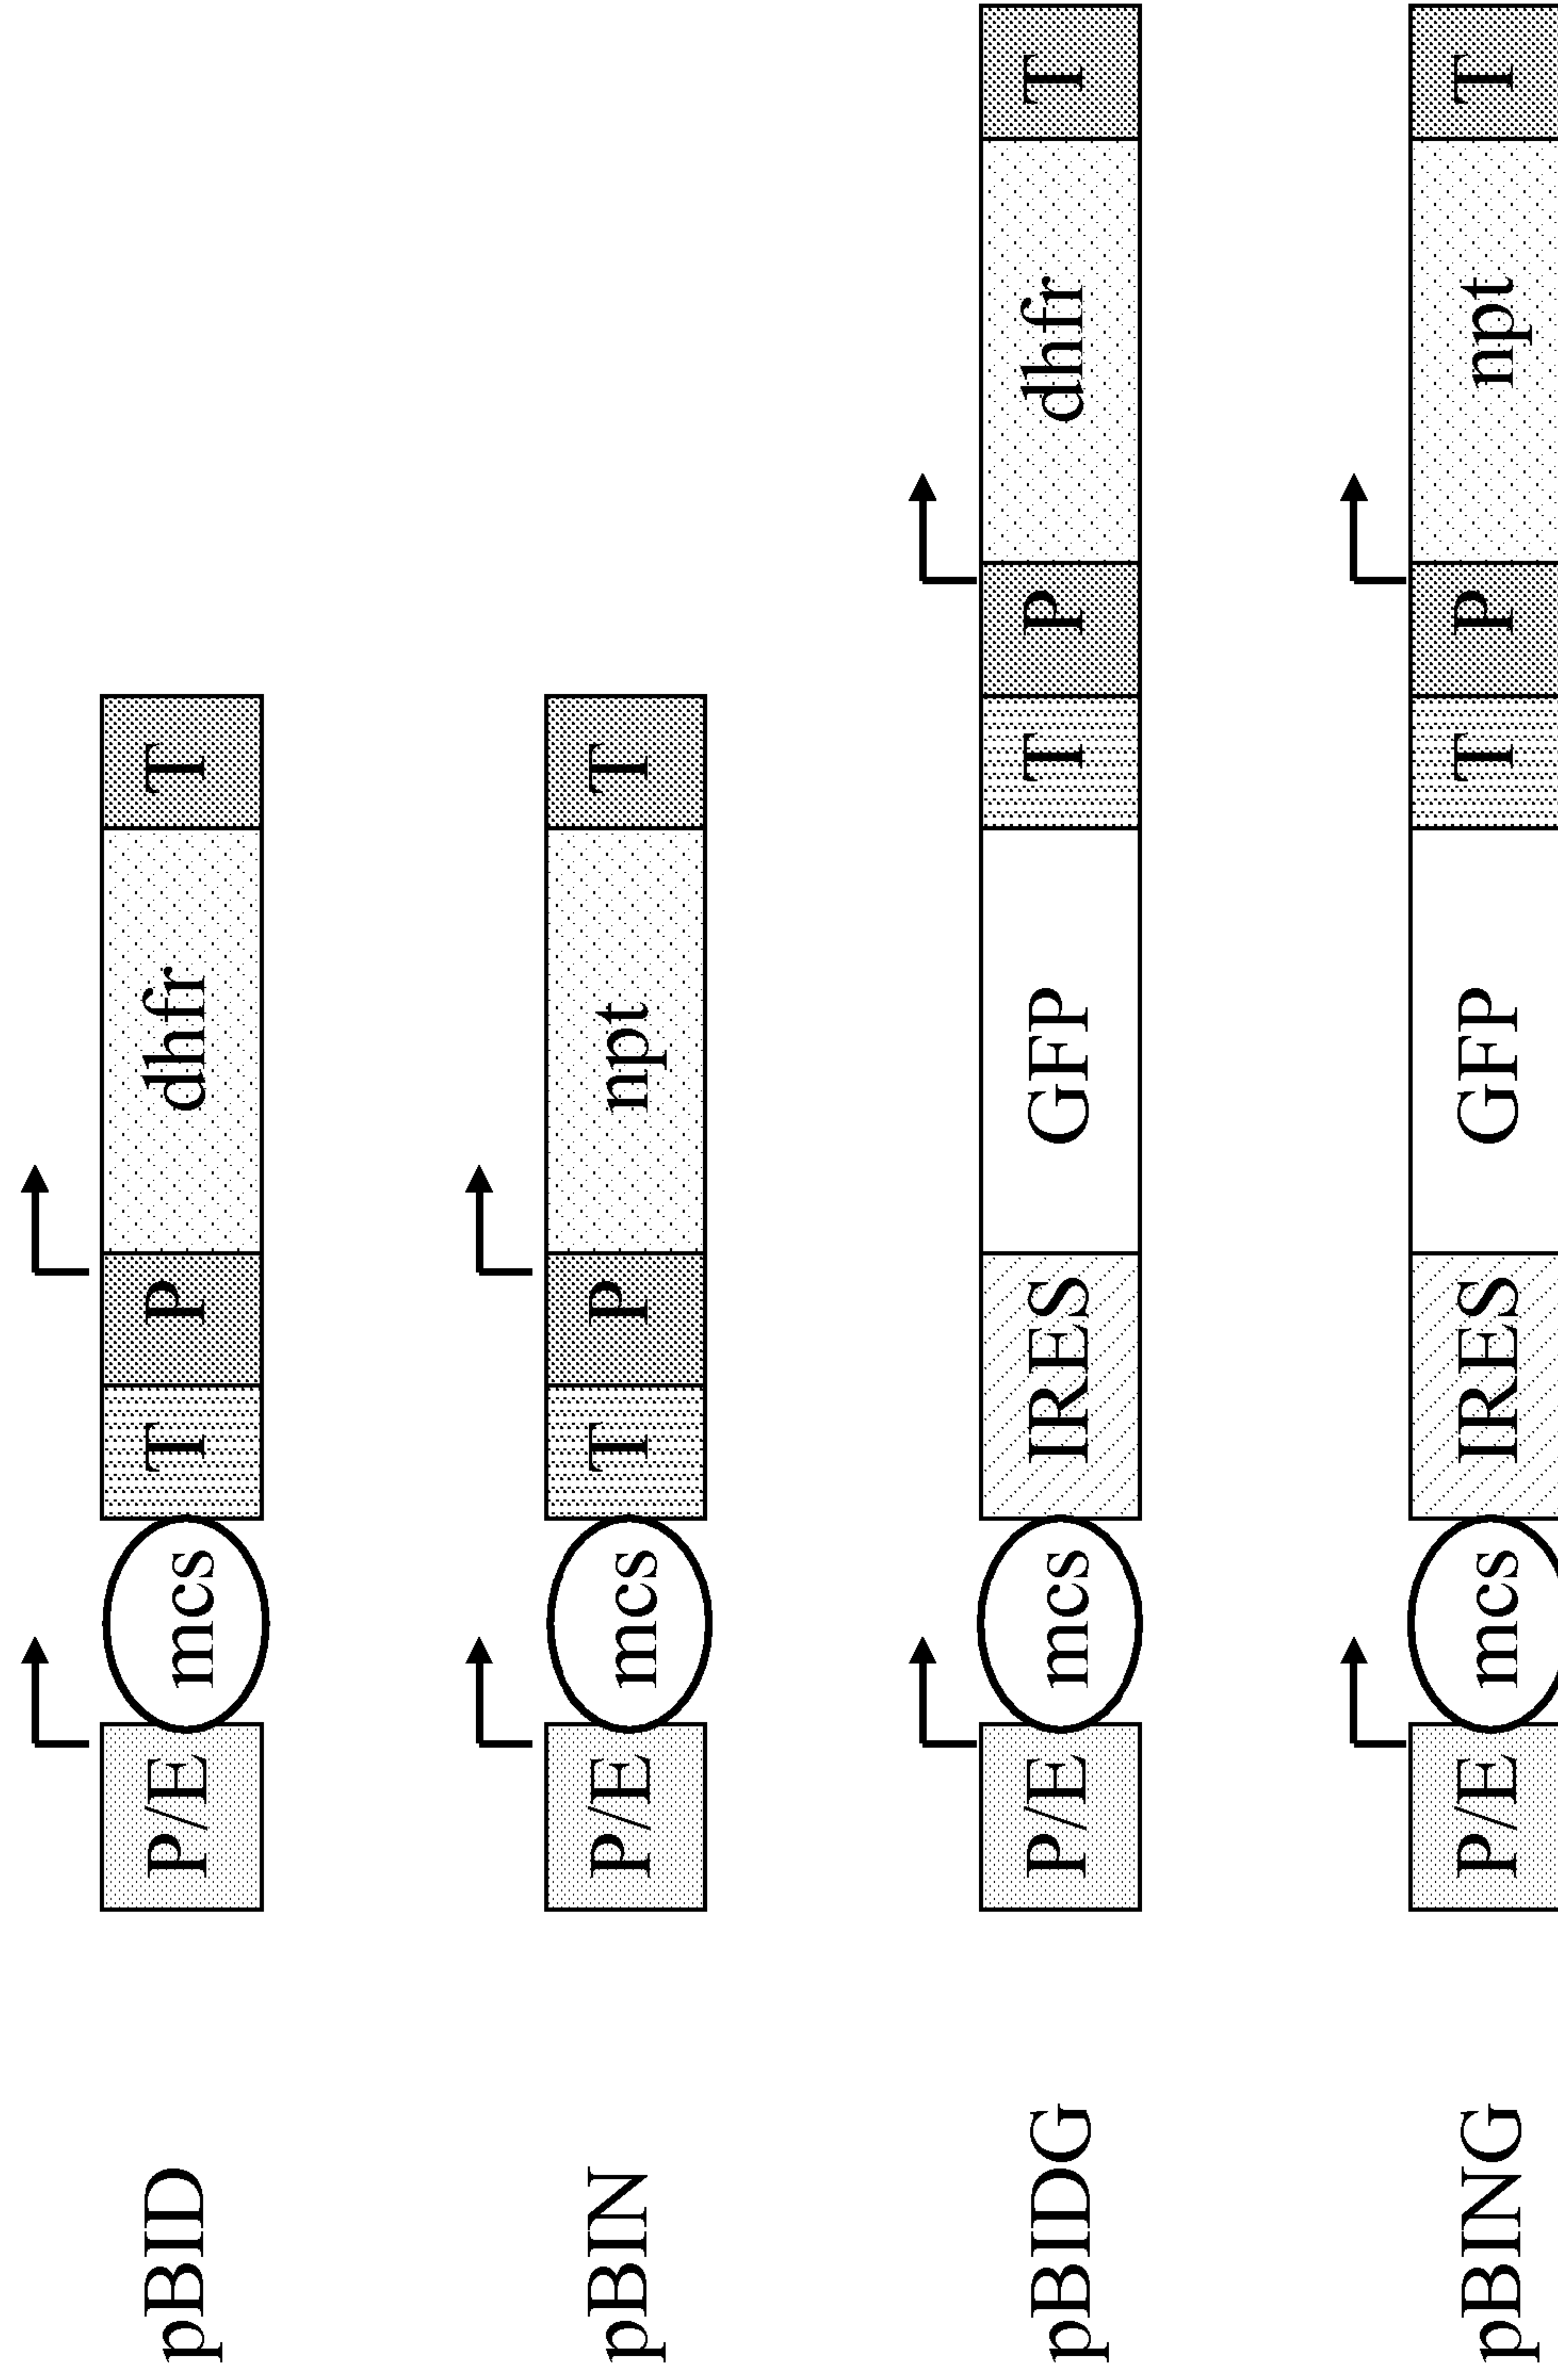 pBID P/E mcs T P dhfr T
pBIN P/E mcs T P npt T
pBIDG P/E mcs IRES GFP T P dhfr T
pBING P/E mcs IRES GFP T P npt T